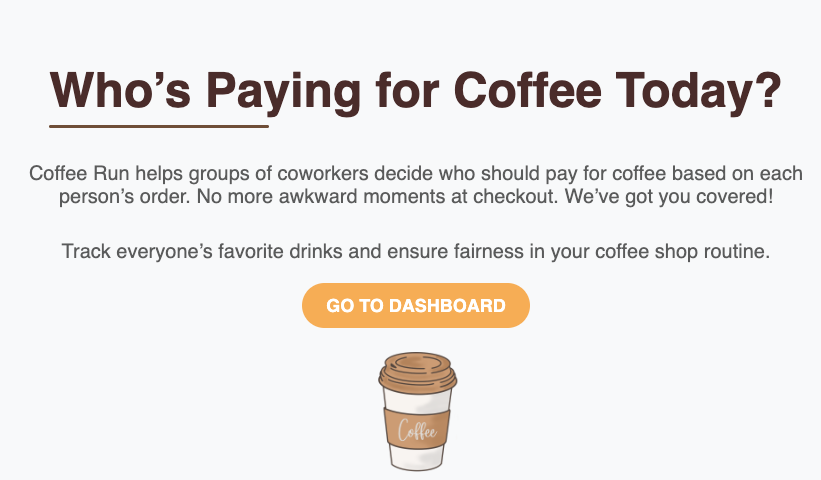 Who’s Paying for Coffee Today?
Coffee Run helps groups of coworkers decide who should pay for coffee based on each
person’s order. No more awkward moments at checkout. We’ve got you covered!
Track everyone’s favorite drinks and ensure fairness in your coffee shop routine.
GO TO DASHBOARD
Coffee